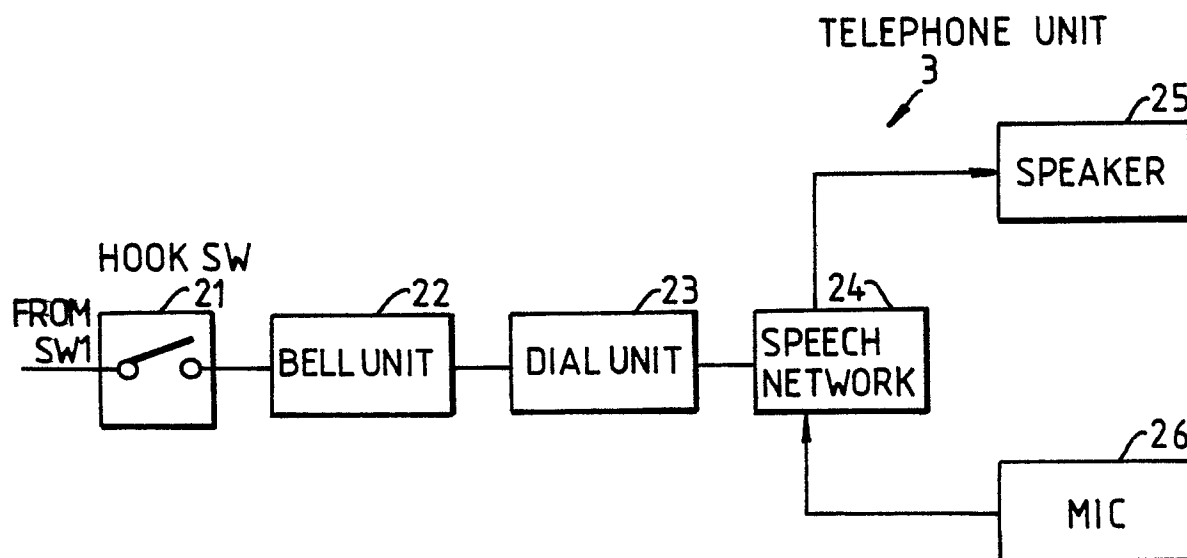 TELEPHONE UNIT
3
25
SPEAKER
HOOK SW
21
FROM
SW1
22
BELL UNIT
23
DIAL UNIT
24
SPEECH
NETWORK
26
MIC